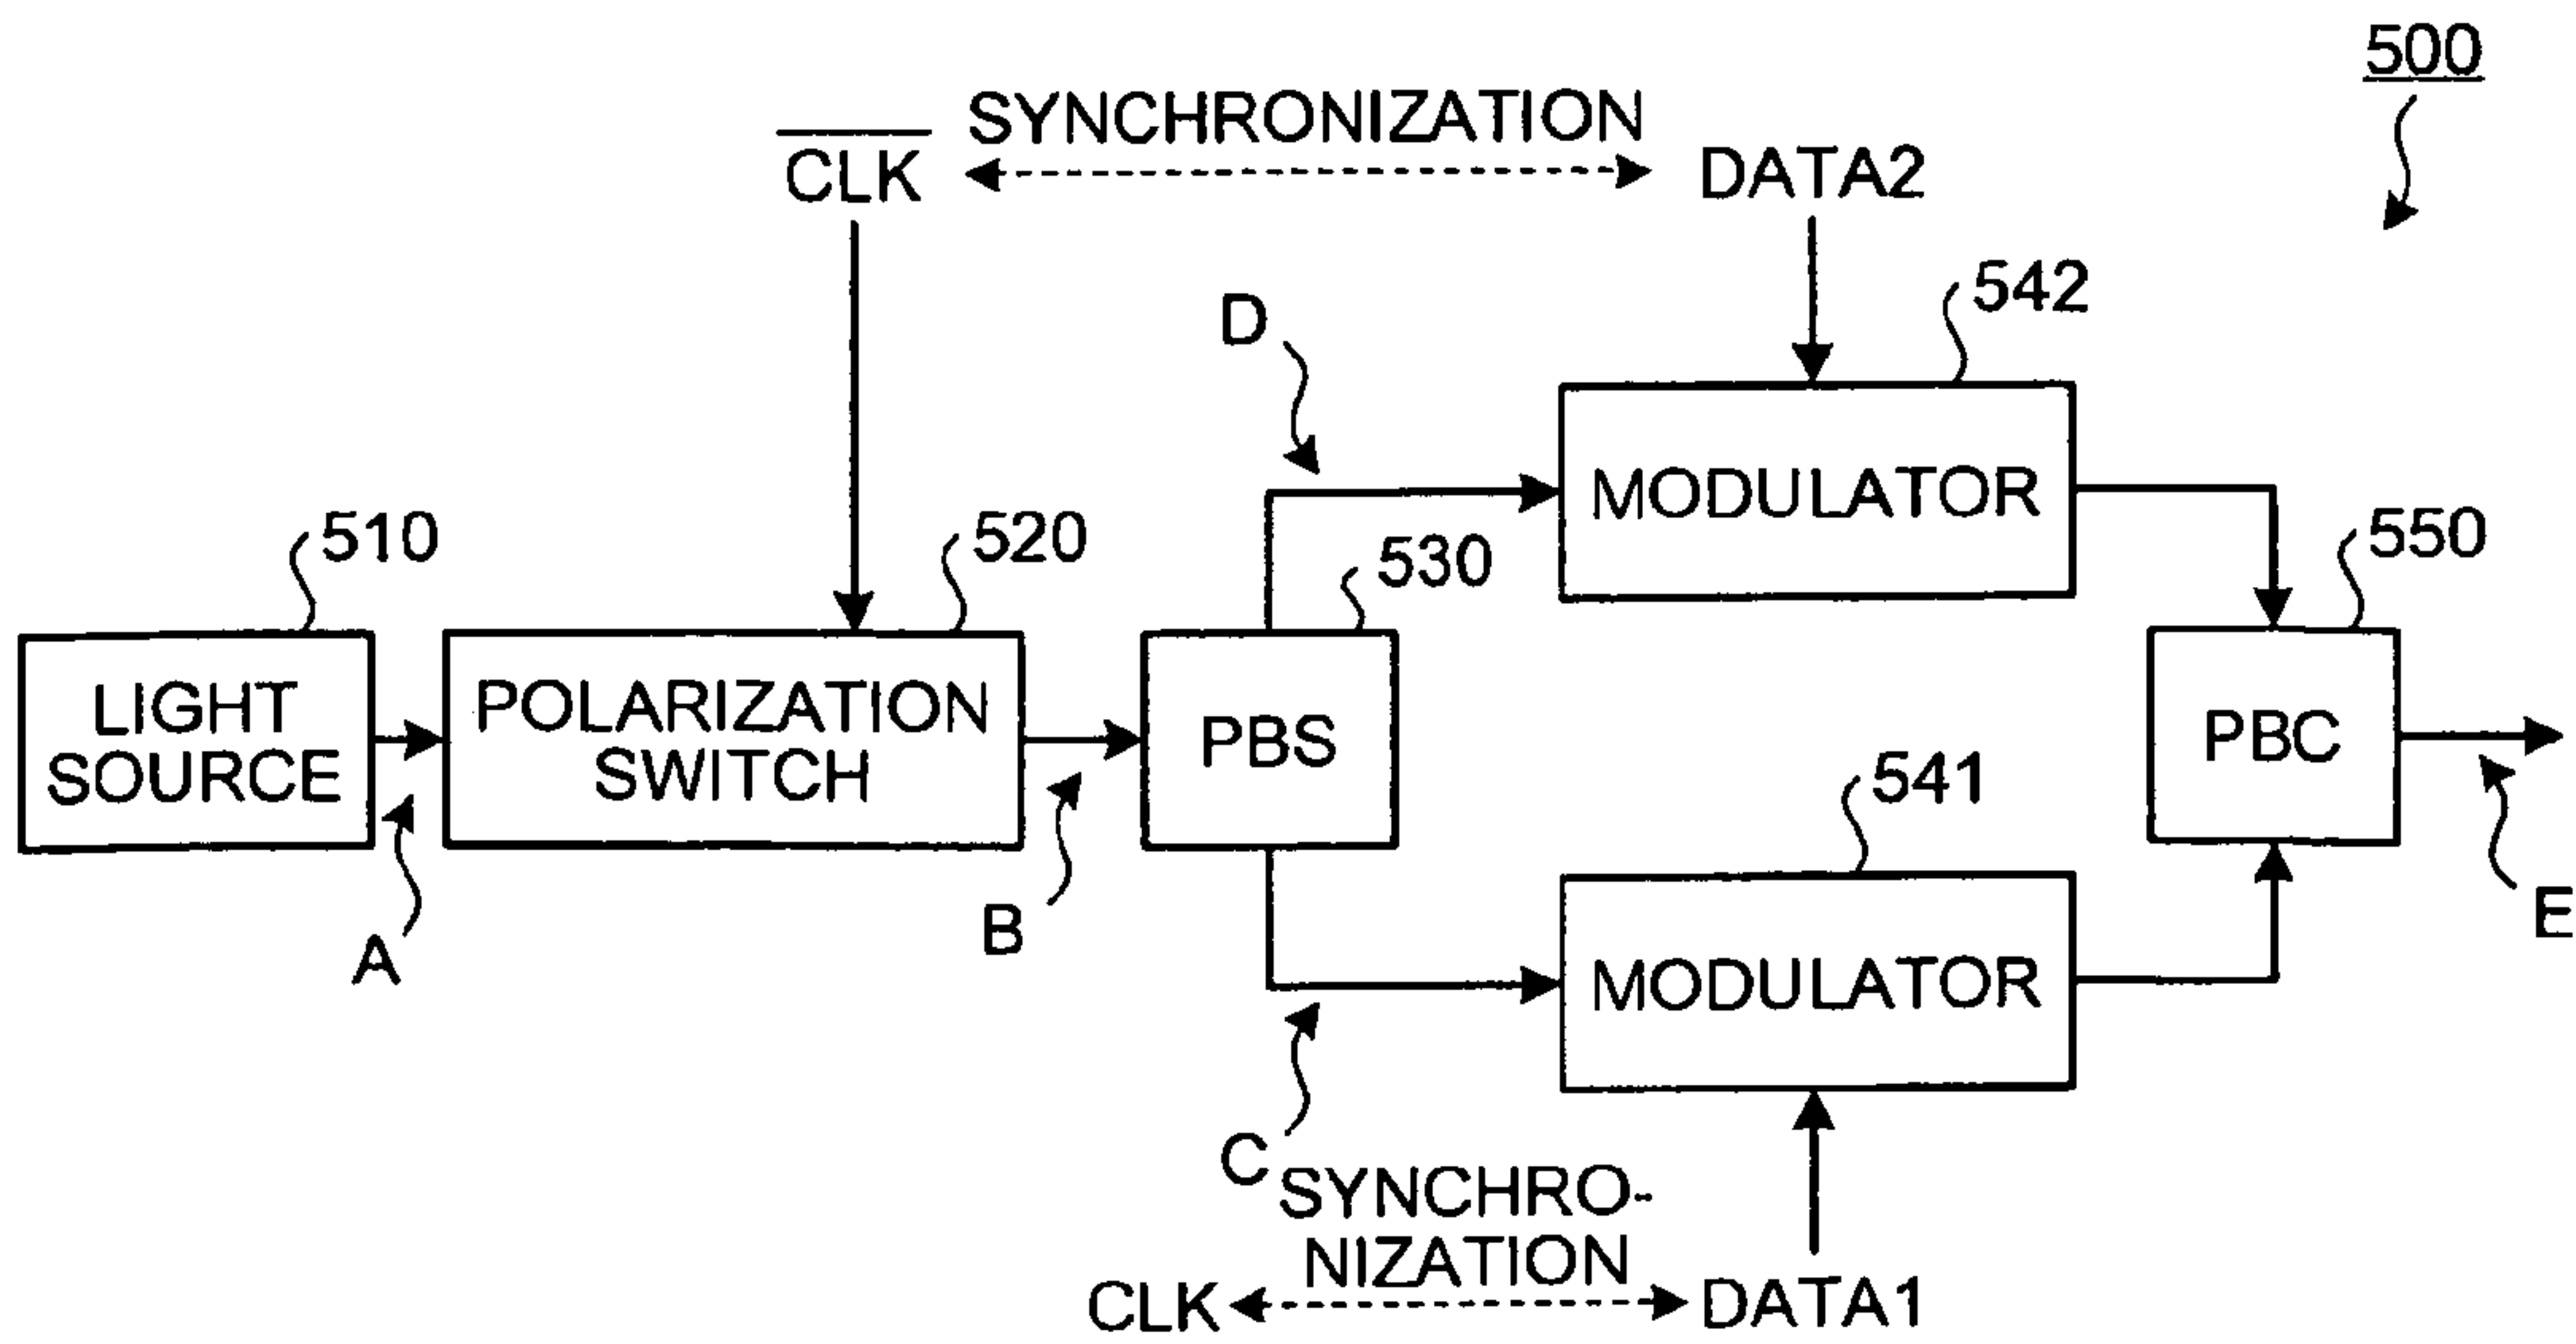 500
SYNCHRONIZATION
CLK
DATA2
542
D
510
520
530
550
MODULATOR
LIGHT
SOURCE
POLARIZATION
SWITCH
PBS
PBC
541
A
B
E
MODULATOR
C
SYNCHRO-
NIZATION
CLK
DATA1